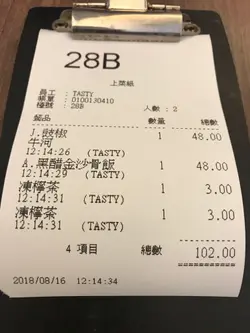 28B
上菜紙
員工 : TASTY
帳單 : 0100130410
檯號 : 28B 人數 : 2
餐品 數量 總數
J.豉椒 1 48.00
牛河
12:14:26 (TASTY)
A.黑醋金沙骨飯 1 48.00
12:14:29 (TASTY)
凍檸茶 1 3.00
12:14:31 (TASTY)
凍檸茶 1 3.00
12:14:31 (TASTY)
4 項目 總數 102.00
2018/08/16 12:14:34